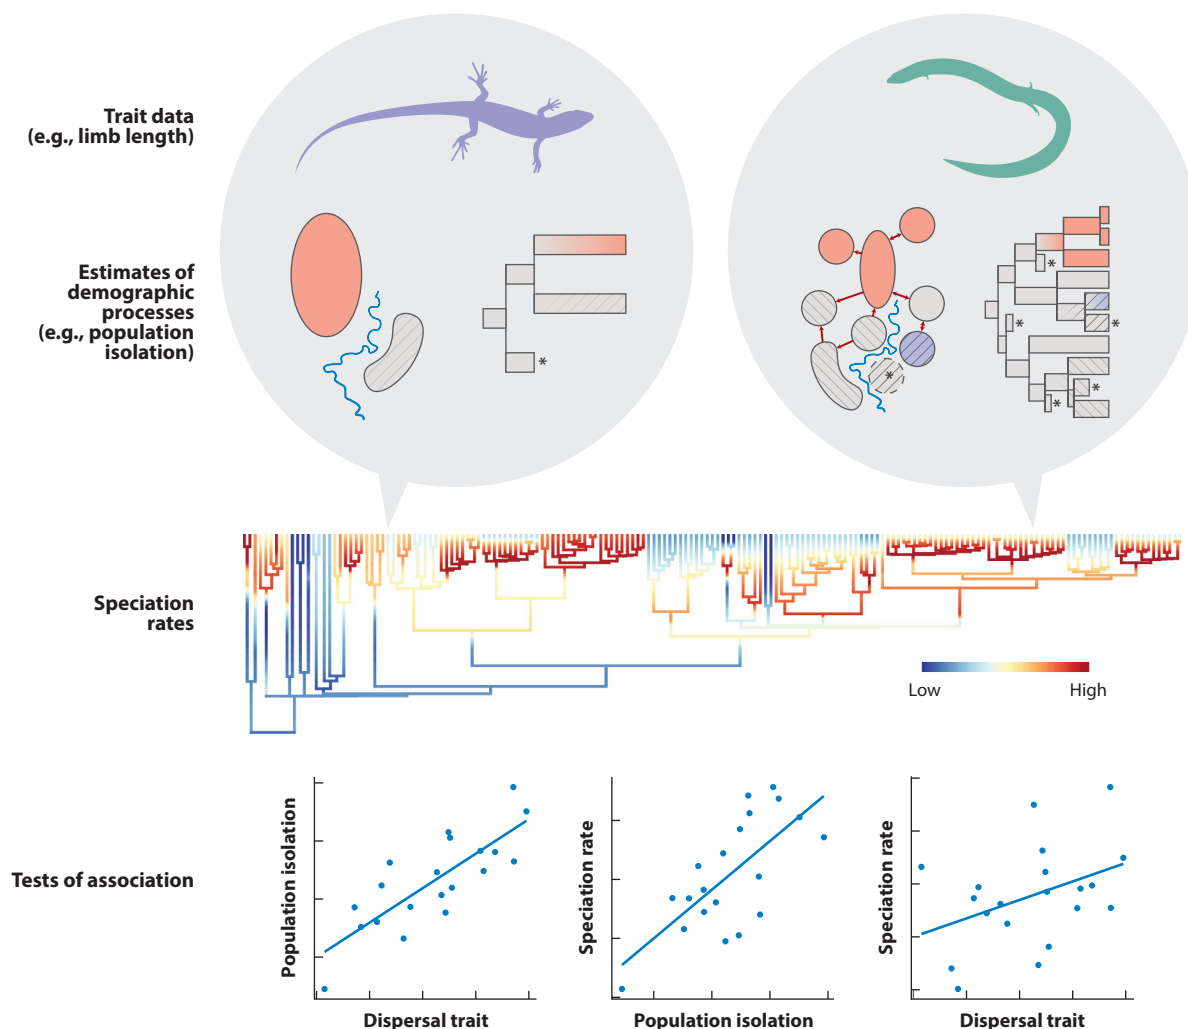 Trait data
(e.g., limb length)
Estimates of
demographic
processes
(e.g., population
isolation)
*
*
*
*
*
*
*
Speciation
rates
Low
High
Tests of association
Population isolation
Dispersal trait
Speciation rate
Population isolation
Speciation rate
Dispersal trait